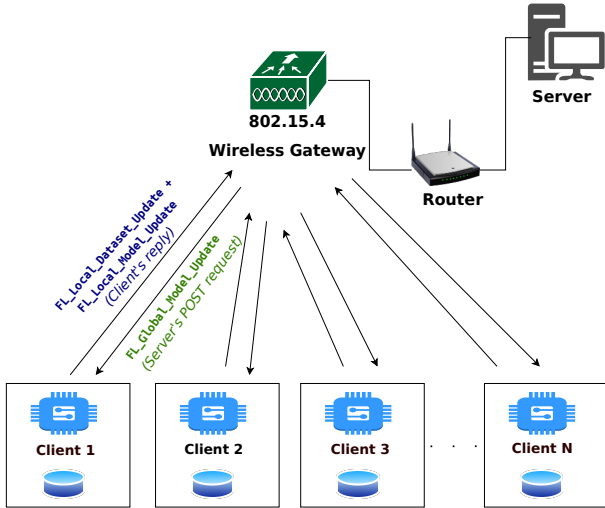 Server
802.15.4
Wireless Gateway
Router
FL_Local_Dataset_Update +
FL_Local_Model_Update
(Client's reply)
FL_Global_Model_Update
(Server's POST request)
Client 1
Client 2
Client 3
. . .
Client N